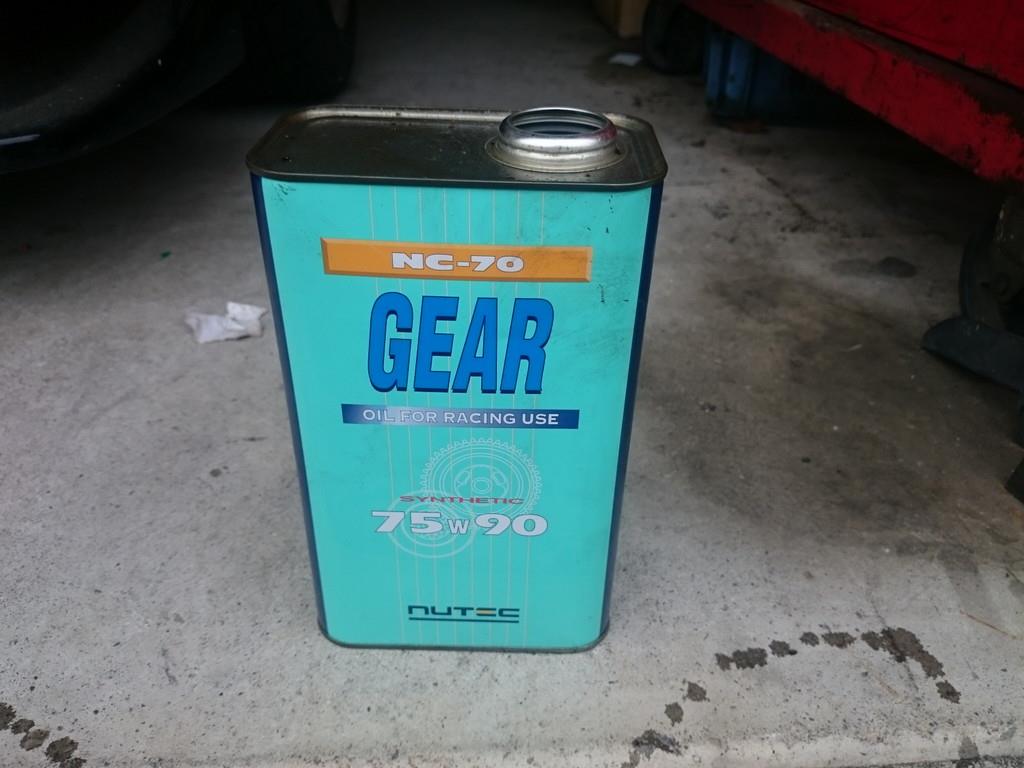 NC-70
GEAR
OIL FOR RACING USE
SYNTHETIC
75W90
NUTEC